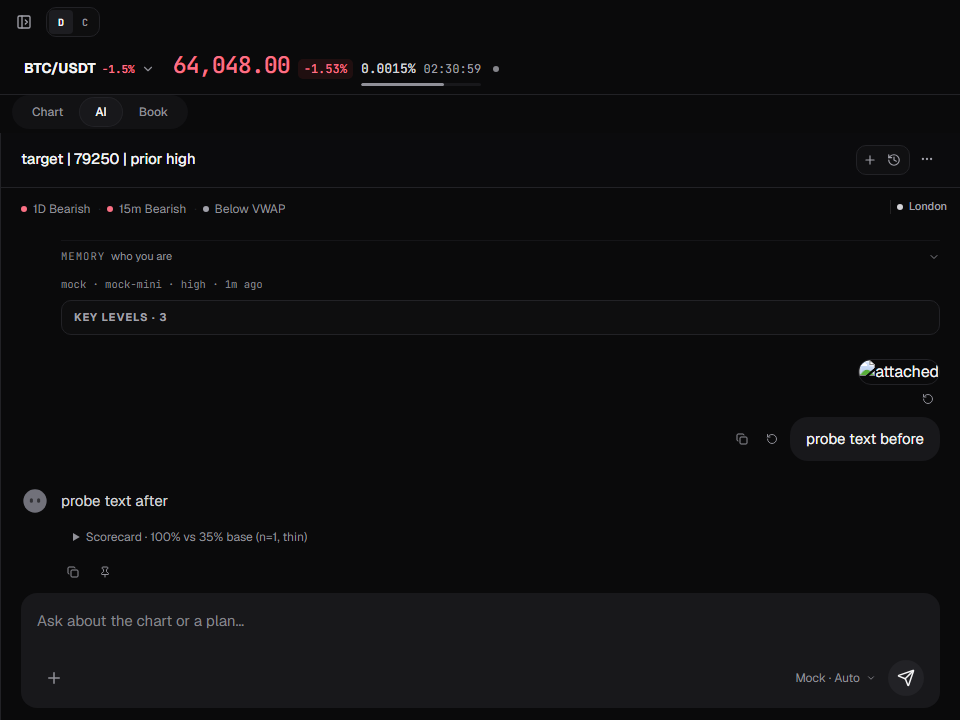 D C
BTC/USDT -1.5% 64,048.00 -1.53% 0.0015% 02:30:59
Chart AI Book
target | 79250 | prior high
1D Bearish 15m Bearish Below VWAP London
MEMORY who you are
mock · mock-mini · high · 1m ago
KEY LEVELS · 3
attached
probe text before
probe text after
Scorecard · 100% vs 35% base (n=1, thin)
Ask about the chart or a plan...
Mock · Auto